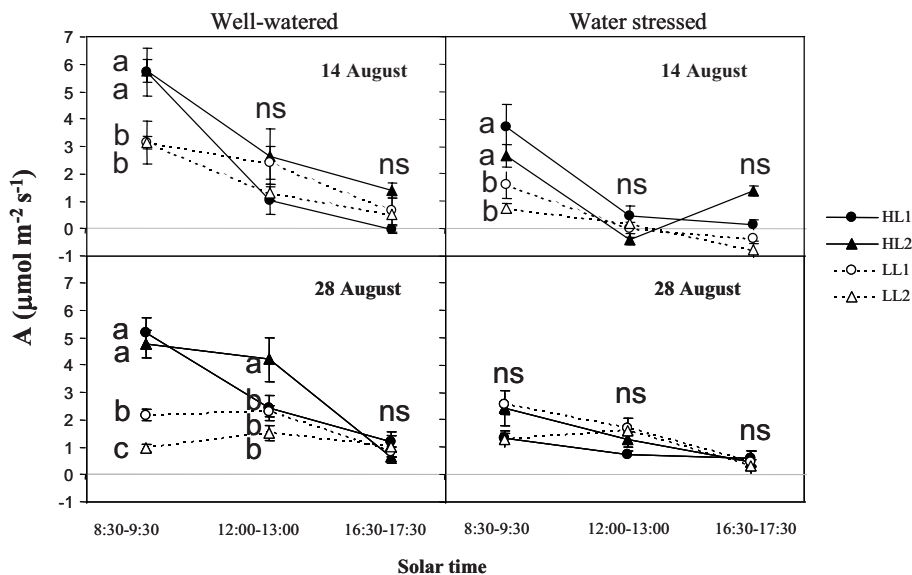 Well-watered
Water stressed
A (μmol m⁻² s⁻¹)
7
6
5
4
3
2
1
0
-1
14 August
a
a
b
b
ns
ns
14 August
a
a
b
b
ns
ns
7
6
5
4
3
2
1
0
-1
28 August
a
a
b
c
a
b
b
b
ns
28 August
ns
ns
ns
HL1
HL2
LL1
LL2
8:30-9:30
12:00-13:00
16:30-17:30
8:30-9:30
12:00-13:00
16:30-17:30
Solar time